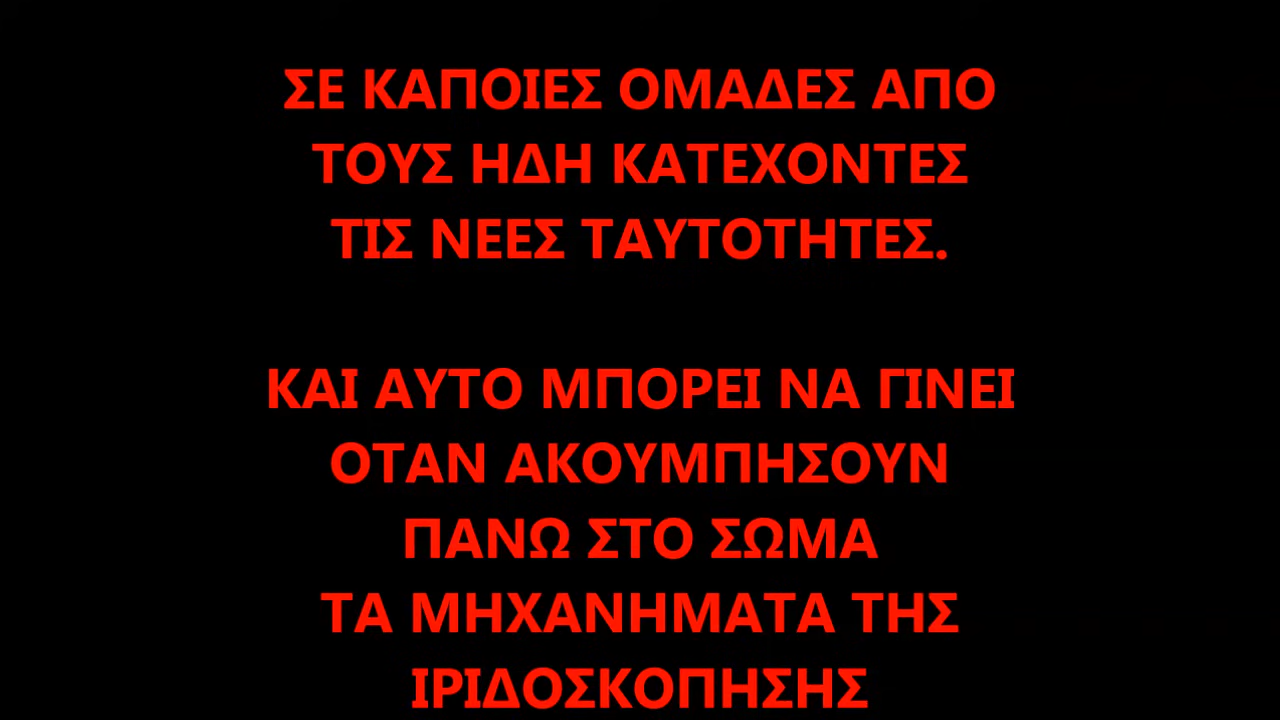 ΣΕ ΚΑΠΟΙΕΣ ΟΜΑΔΕΣ ΑΠΟ
ΤΟΥΣ ΗΔΗ ΚΑΤΕΧΟΝΤΕΣ
ΤΙΣ ΝΕΕΣ ΤΑΥΤΟΤΗΤΕΣ.
ΚΑΙ ΑΥΤΟ ΜΠΟΡΕΙ ΝΑ ΓΙΝΕΙ
ΟΤΑΝ ΑΚΟΥΜΠΗΣΟΥΝ
ΠΑΝΩ ΣΤΟ ΣΩΜΑ
ΤΑ ΜΗΧΑΝΗΜΑΤΑ ΤΗΣ
ΙΡΙΔΟΣΚΟΠΗΣΗΣ